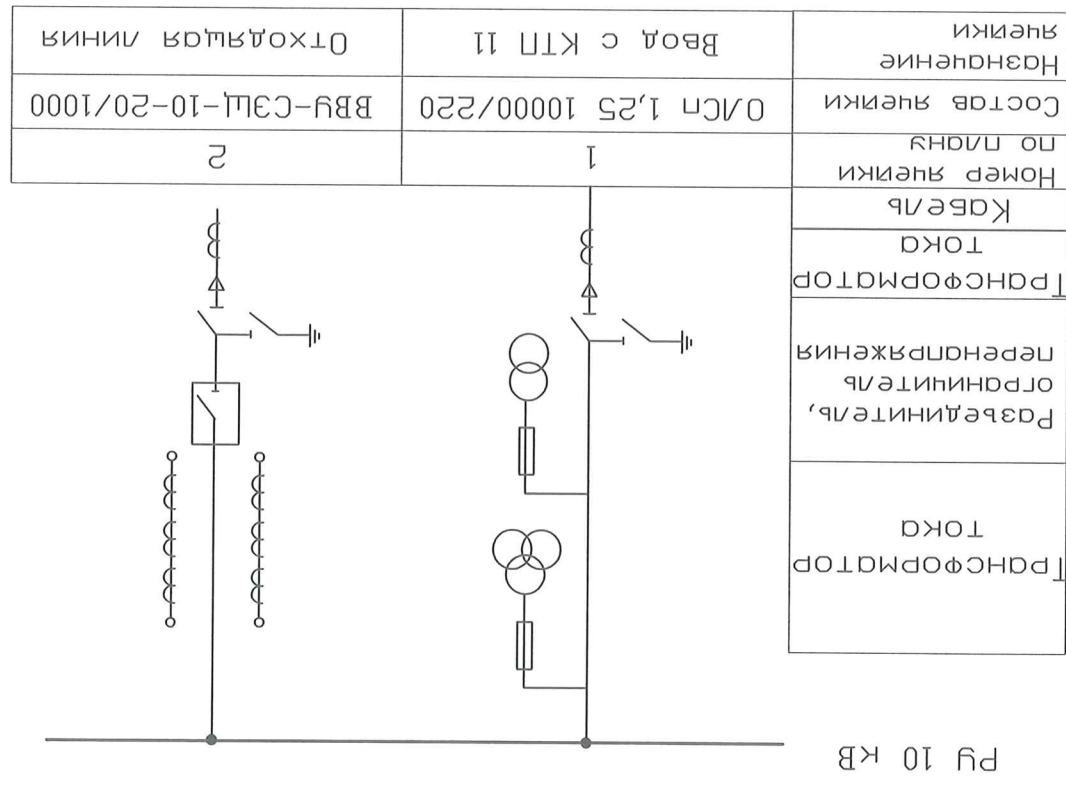 РУ 10 кВ
Трансформатор
тока
Разъединитель,
ограничитель
перенапряжения
Трансформатор
тока
Кабель
Номер ячейки
по плану
1
2
Состав ячейки
ОЛСп 1,25 10000/220
ВВУ-СЭЩ-10-20/1000
Назначение
ячейки
Ввод с КТП 11
Отходящая линия